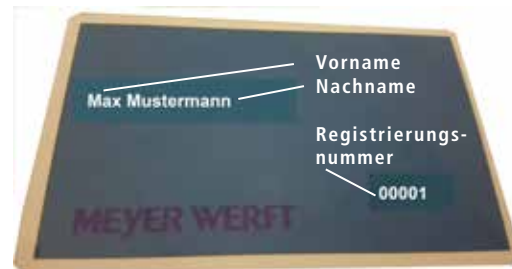 Vorname
Nachname
Max Mustermann
Registrierungs-
nummer
00001
MEYER WERFT